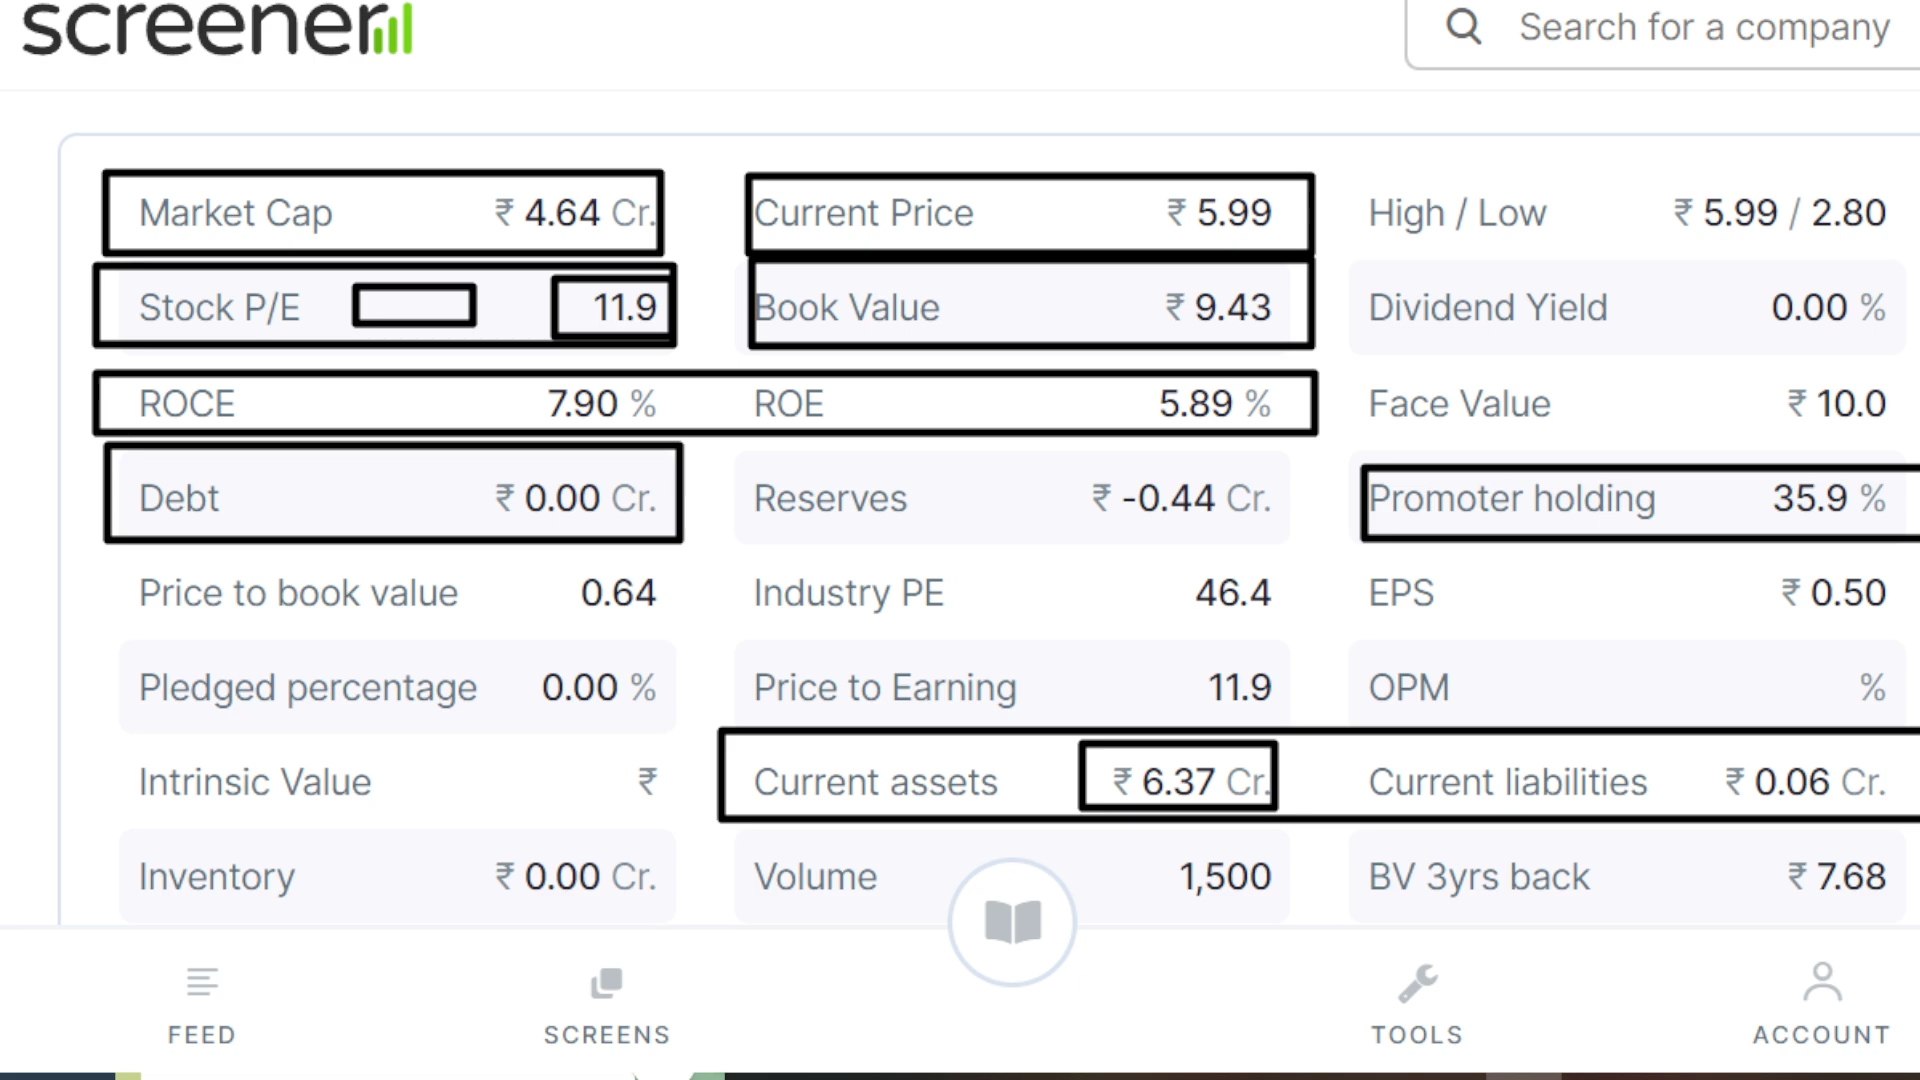 screener
Search for a company
Market Cap ₹ 4.64 Cr. Current Price ₹ 5.99 High / Low ₹ 5.99 / 2.80
Stock P/E 11.9 Book Value ₹ 9.43 Dividend Yield 0.00 %
ROCE 7.90 % ROE 5.89 % Face Value ₹ 10.0
Debt ₹ 0.00 Cr. Reserves ₹ -0.44 Cr. Promoter holding 35.9 %
Price to book value 0.64 Industry PE 46.4 EPS ₹ 0.50
Pledged percentage 0.00 % Price to Earning 11.9 OPM %
Intrinsic Value ₹ Current assets ₹ 6.37 Cr. Current liabilities ₹ 0.06 Cr.
Inventory ₹ 0.00 Cr. Volume 1,500 BV 3yrs back ₹ 7.68
FEED SCREENS TOOLS ACCOUNT